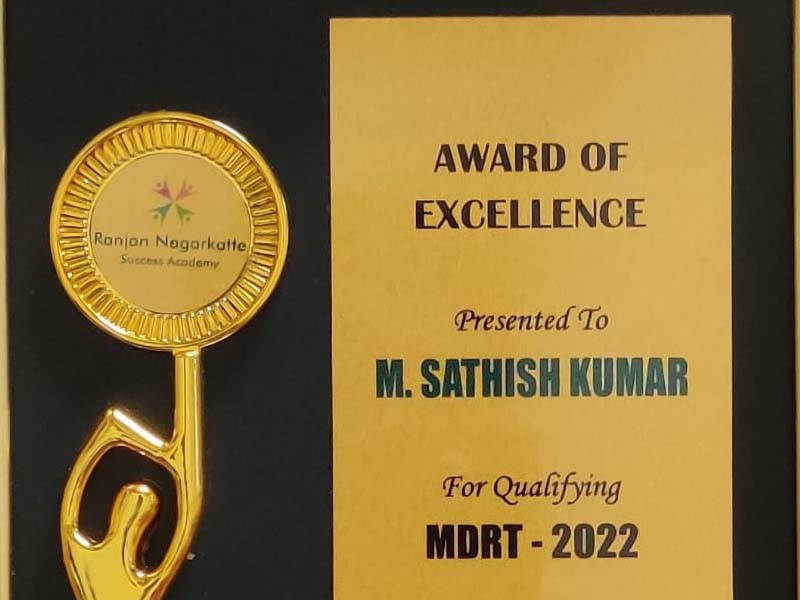 Ranjan Nagarkatte
Success Academy
AWARD OF
EXCELLENCE
Presented To
M. SATHISH KUMAR
For Qualifying
MDRT - 2022